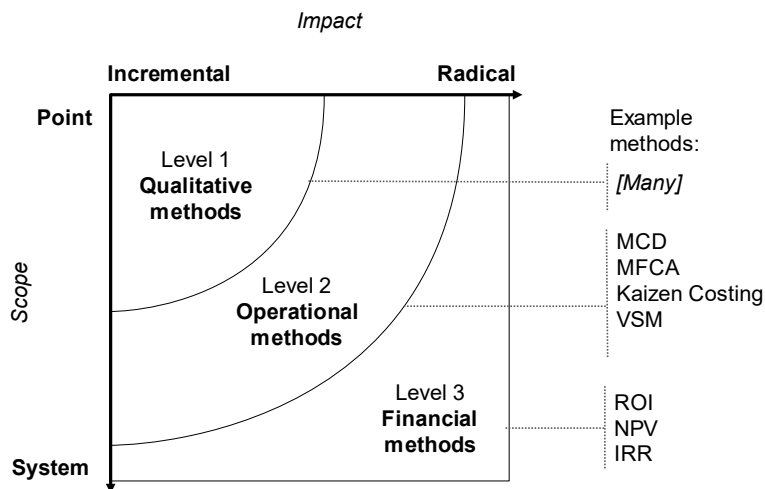 Impact
Incremental
Radical
Point
Scope
System
Level 1
Qualitative
methods
Level 2
Operational
methods
Level 3
Financial
methods
Example
methods:
[Many]
MCD
MFCA
Kaizen Costing
VSM
ROI
NPV
IRR